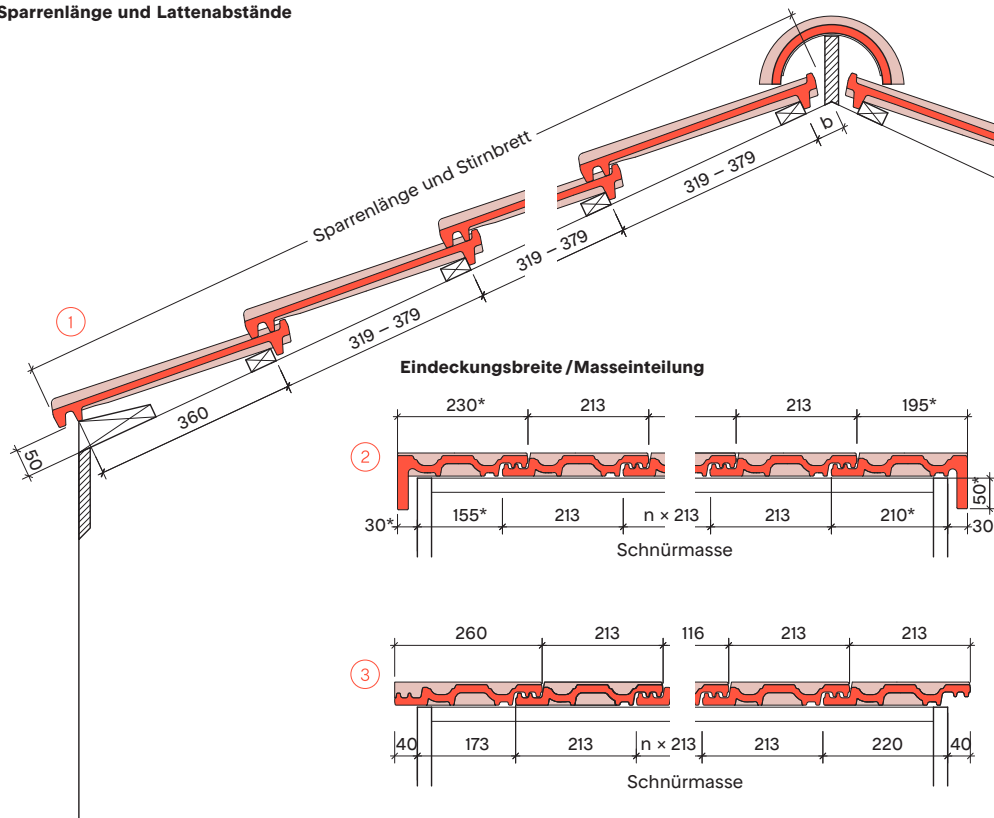 Sparrenlänge und Lattenabstände
Sparrenlänge und Stirnbrett
b
319 – 379
319 – 379
319 – 379
360
50
1
Eindeckungsbreite/Masseinteilung
230* 213 213 195*
2
50*
30* 155* 213 n × 213 213 210* 30
Schnürmasse
260 213 116 213 213
3
40 173 213 n × 213 213 220 40
Schnürmasse